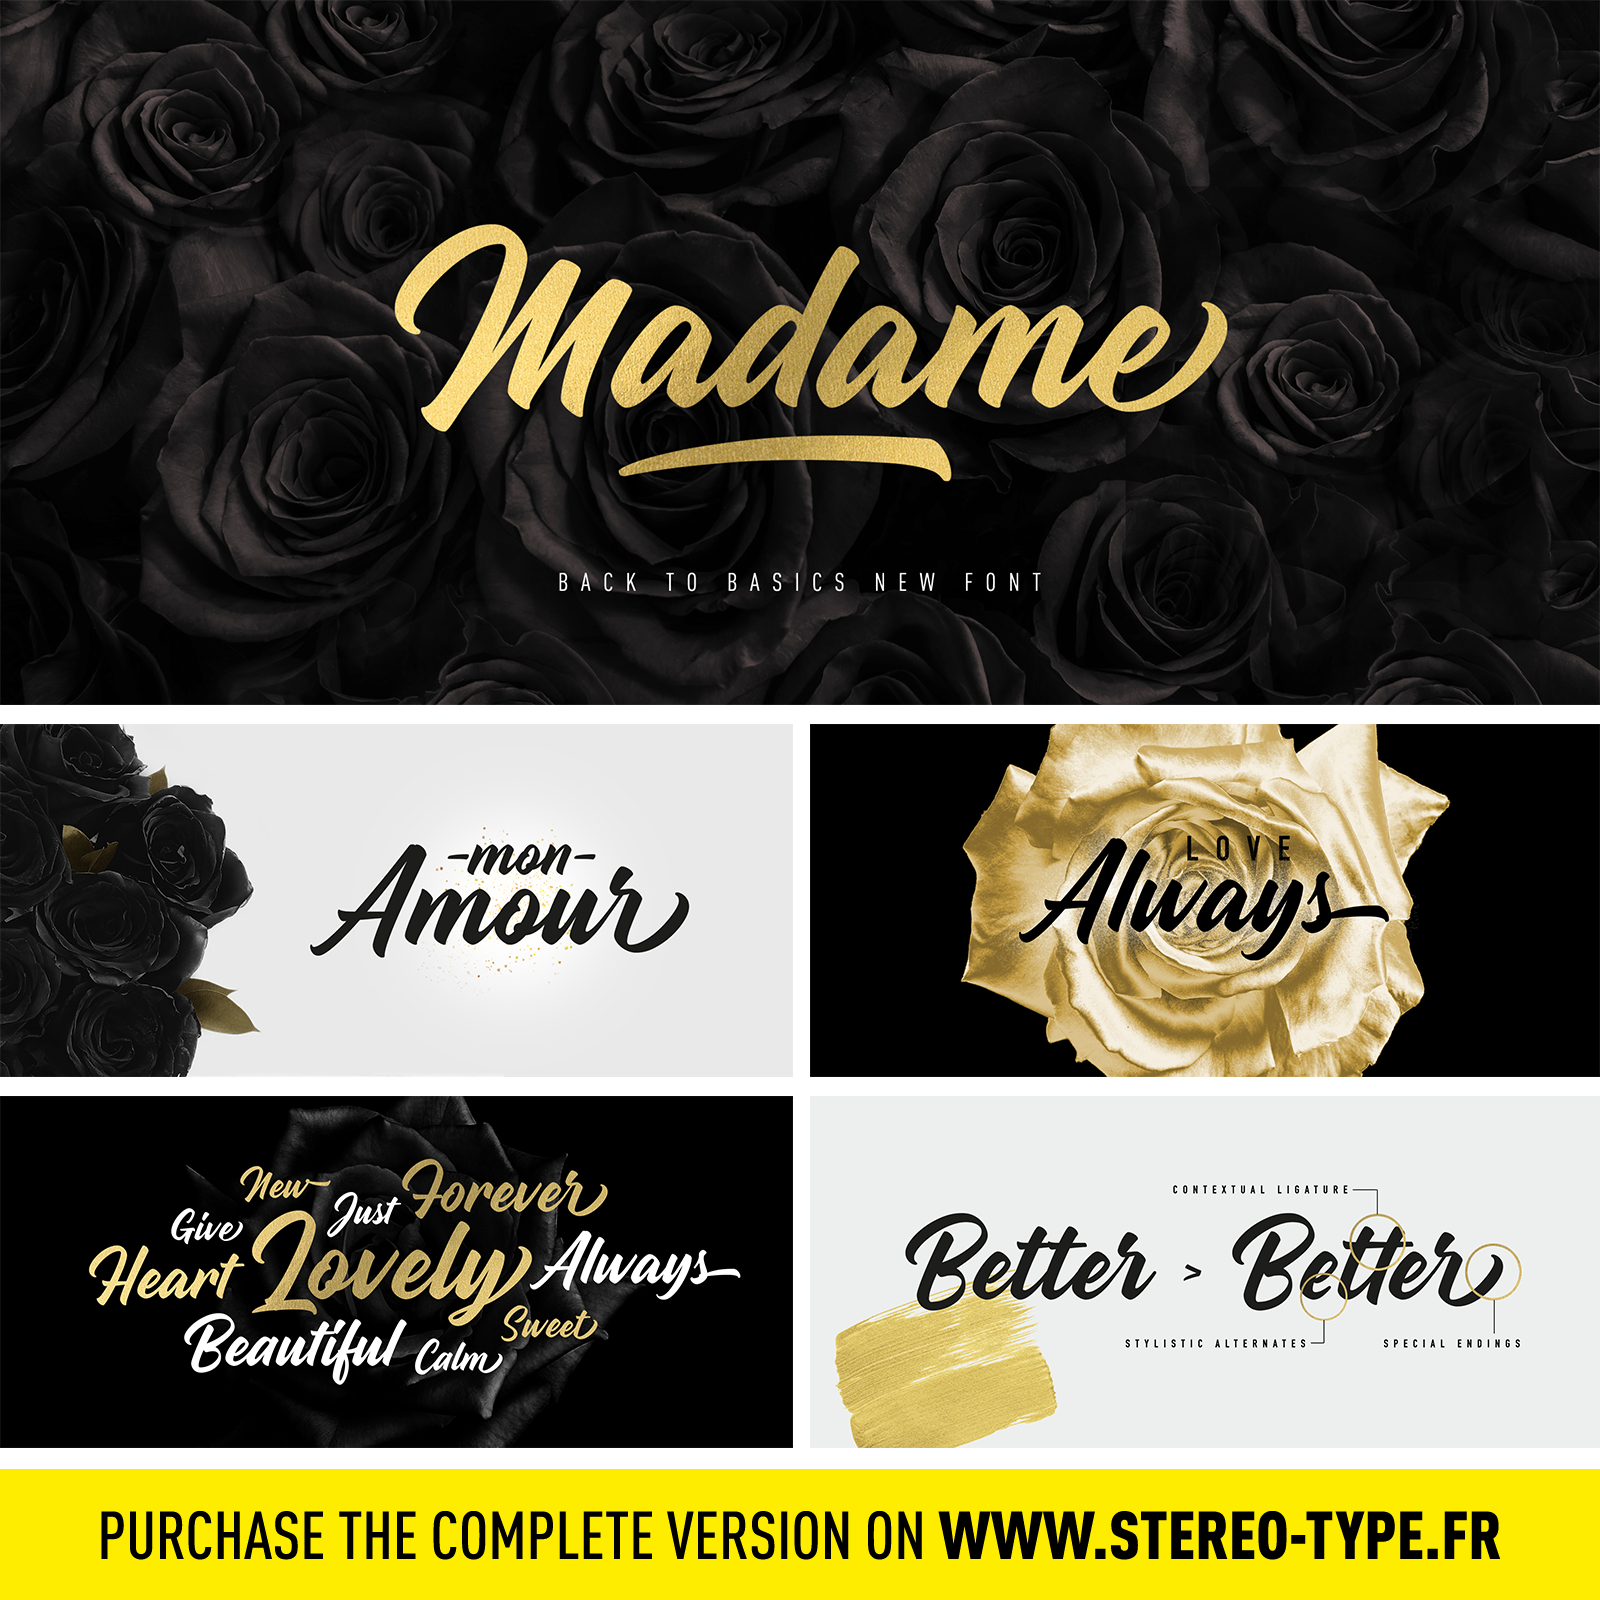 Madame
BACK TO BASICS NEW FONT
-mon-
Amour
LOVE
Always
New
Just
Forever
Give
Heart
Lovely
Always
Sweet
Beautiful
Calm
CONTEXTUAL LIGATURE
Better > Better
STYLISTIC ALTERNATES
SPECIAL ENDINGS
PURCHASE THE COMPLETE VERSION ON WWW.STEREO-TYPE.FR